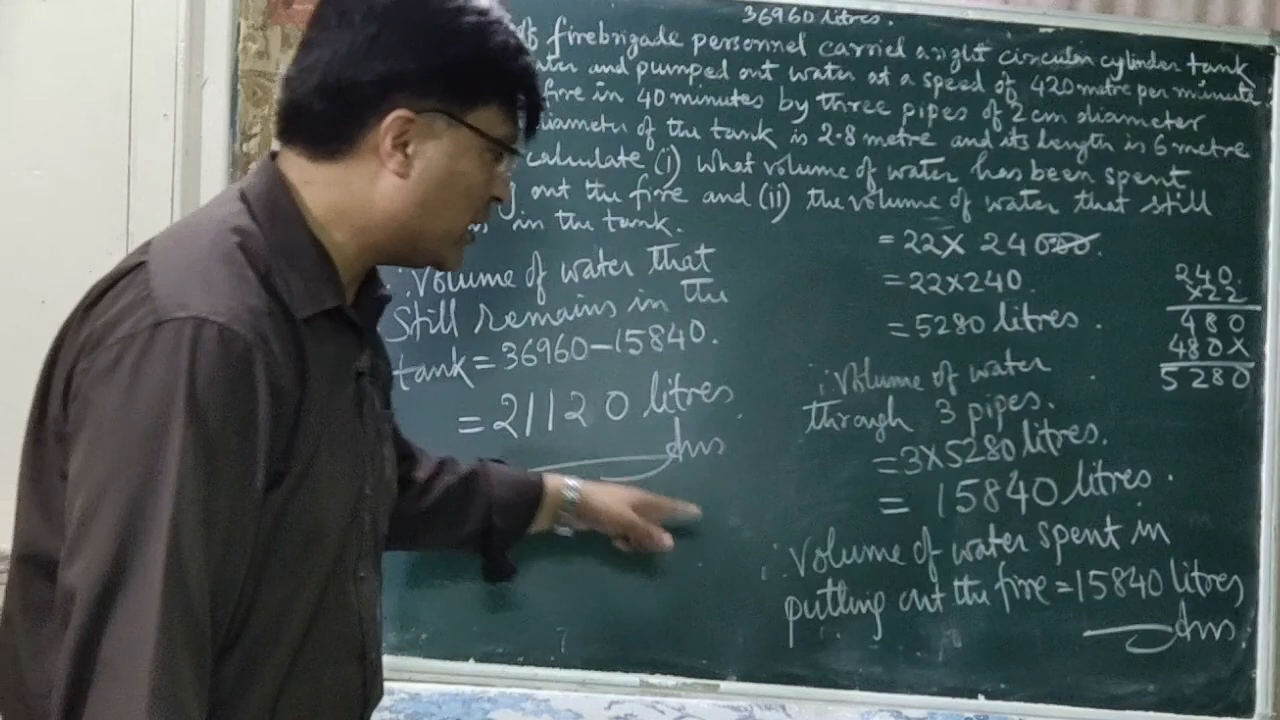 36960 litres.
of firebrigade personnel carried a right circular cylinder tank
water and pumped out water at a speed of 420 metre per minute
fire in 40 minutes by three pipes of 2 cm diameter
diameter of the tank is 2.8 metre and its length is 6 metre
calculate (i) what volume of water has been spent
out the fire and (ii) the volume of water that still
in the tank.
∴ Volume of water that
still remains in the
tank = 36960 - 15840.
= 21120 litres.
Ans
= 22 × 24000
= 22 × 240.
= 5280 litres.
∴ Volume of water
through 3 pipes.
= 3 × 5280 litres.
= 15840 litres.
∴ Volume of water spent in
putting out the fire = 15840 litres
Ans
240.
×22
480
480×
5280